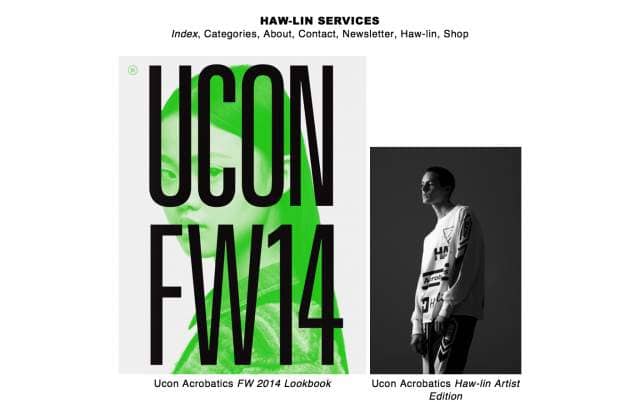 HAW-LIN SERVICES
Index, Categories, About, Contact, Newsletter, Haw-lin, Shop
UCON
FW14
Ucon Acrobatics FW 2014 Lookbook
Ucon Acrobatics Haw-lin Artist
Edition